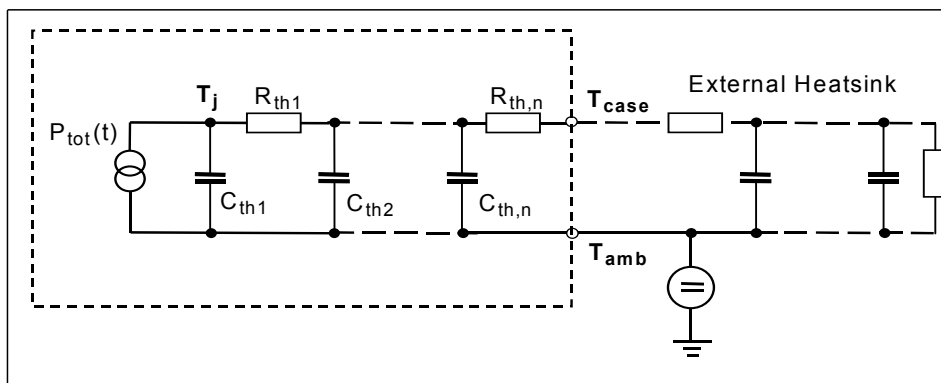 T_j
R_th1
R_th,n
T_case
External Heatsink
P_tot(t)
C_th1
C_th2
C_th,n
T_amb